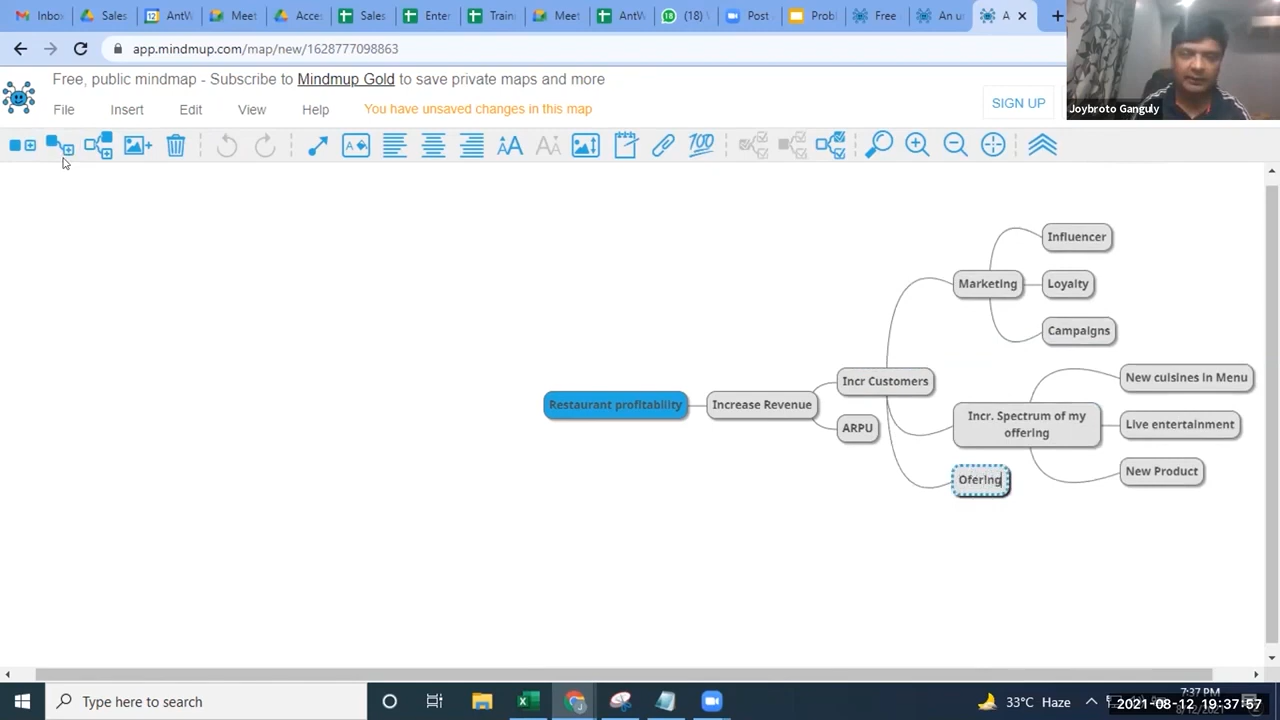 Inbox
Sales
AntW
Meet
Acces
Sales
Enter
Train
Meet
AntW
(18)
Post
Probl
Free
An u
A
app.mindmup.com/map/new/1628777098863
Free, public mindmap - Subscribe to Mindmup Gold to save private maps and more
File
Insert
Edit
View
Help
You have unsaved changes in this map
SIGN UP
Joybroto Ganguly
100
Influencer
Marketing
Loyalty
Campaigns
Incr Customers
New cuisines in Menu
Restaurant profitability
Increase Revenue
Incr. Spectrum of my
offering
ARPU
Live entertainment
New Product
Ofering
Type here to search
33°C Haze
7:37 PM
2021-08-12 19:37:57